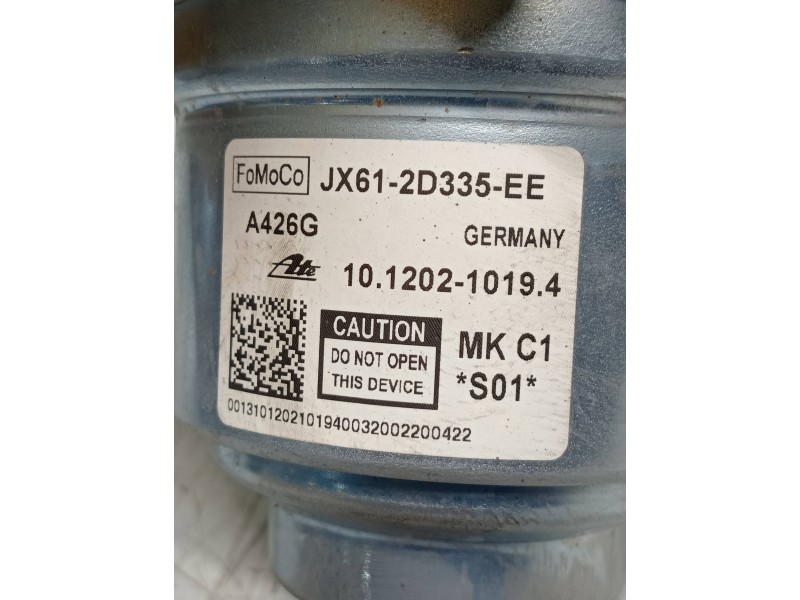 FoMoCo JX61-2D335-EE
A426G GERMANY
Ate 10.1202-1019.4
CAUTION
DO NOT OPEN
THIS DEVICE
MK C1
*S01*
0013101202101940032002200422